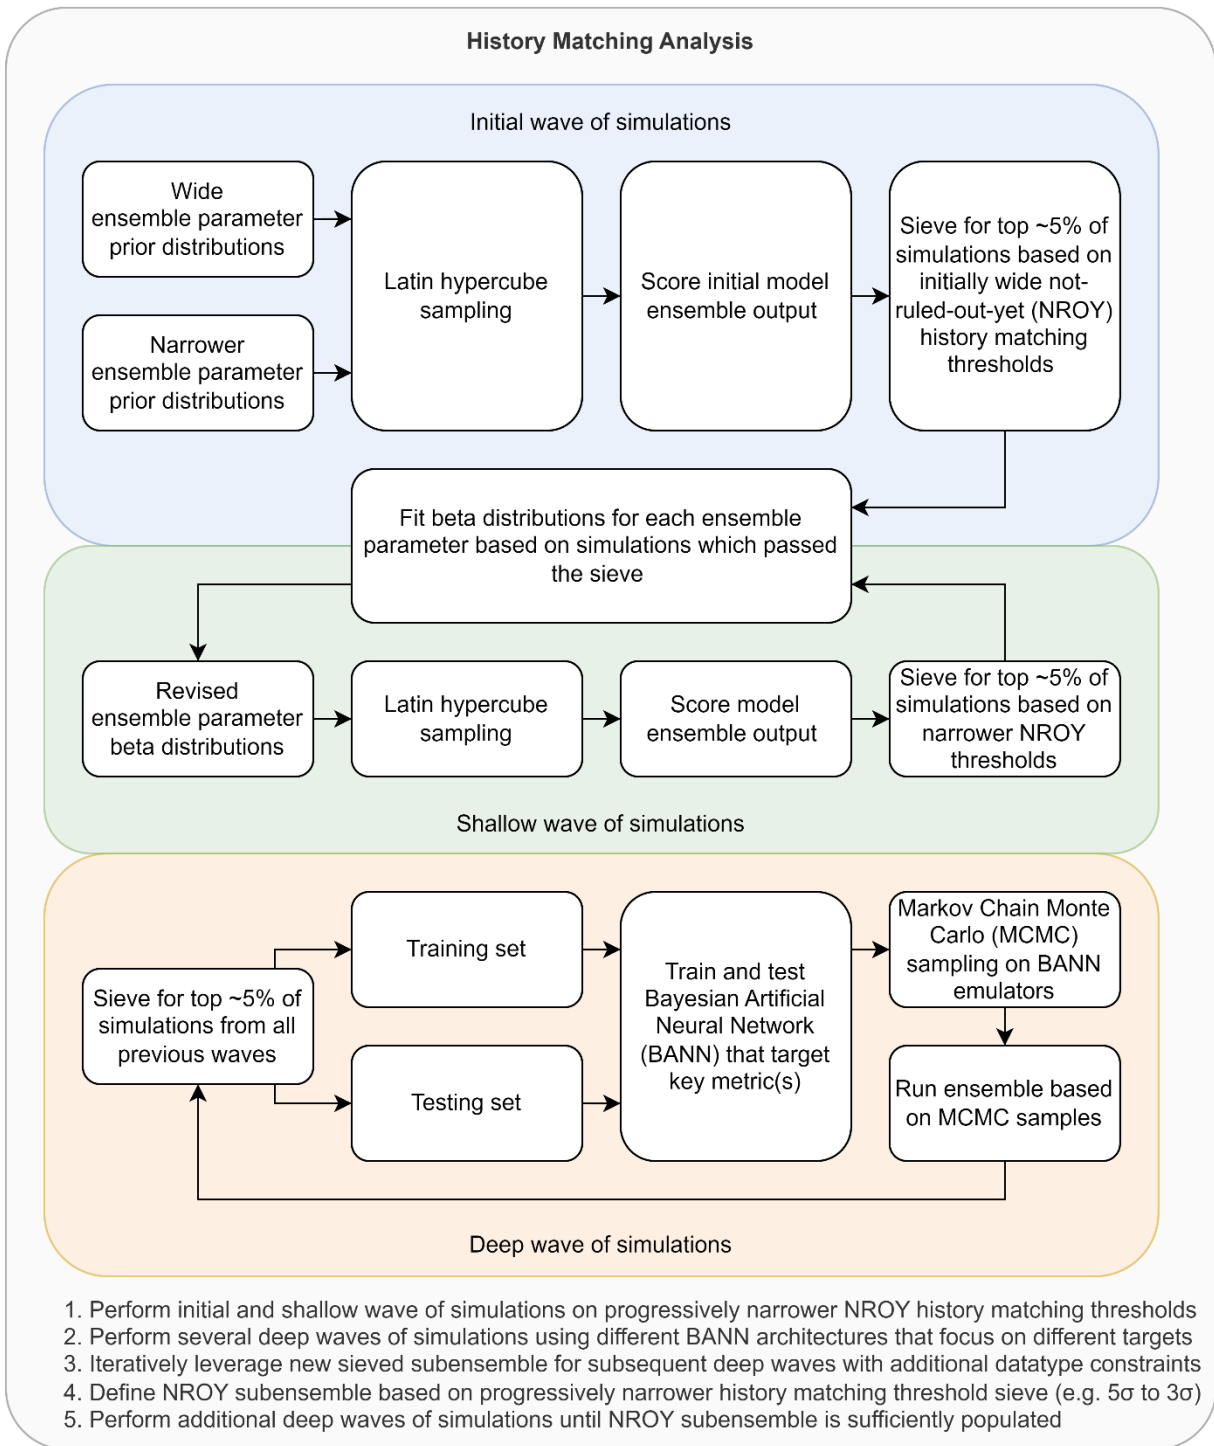 History Matching Analysis
Initial wave of simulations
Wide
ensemble parameter
prior distributions
Narrower
ensemble parameter
prior distributions
Latin hypercube
sampling
Score initial model
ensemble output
Sieve for top ~5% of
simulations based on
initially wide not-
ruled-out-yet (NROY)
history matching
thresholds
Fit beta distributions for each ensemble
parameter based on simulations which passed
the sieve
Revised
ensemble parameter
beta distributions
Latin hypercube
sampling
Score model
ensemble output
Sieve for top ~5% of
simulations based on
narrower NROY
thresholds
Shallow wave of simulations
Sieve for top ~5% of
simulations from all
previous waves
Training set
Testing set
Train and test
Bayesian Artificial
Neural Network
(BANN) that target
key metric(s)
Markov Chain Monte
Carlo (MCMC)
sampling on BANN
emulators
Run ensemble based
on MCMC samples
Deep wave of simulations
1. Perform initial and shallow wave of simulations on progressively narrower NROY history matching thresholds
2. Perform several deep waves of simulations using different BANN architectures that focus on different targets
3. Iteratively leverage new sieved subensemble for subsequent deep waves with additional datatype constraints
4. Define NROY subensemble based on progressively narrower history matching threshold sieve (e.g. 5σ to 3σ)
5. Perform additional deep waves of simulations until NROY subensemble is sufficiently populated